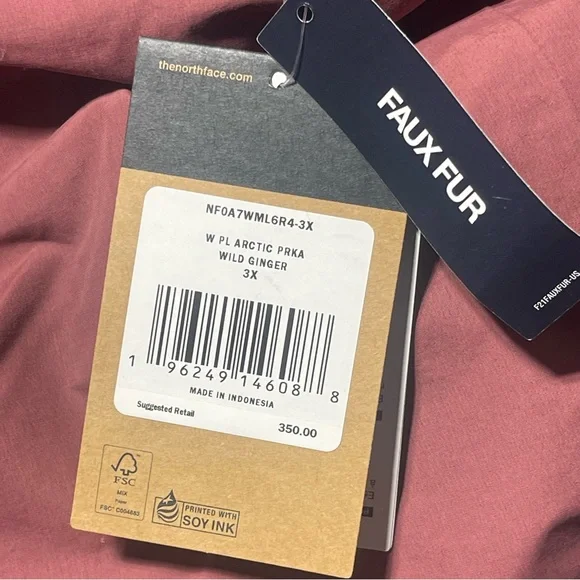 thenorthface.com
FAUX FUR
F21FAUXFUR-US
NF0A7WML6R4-3X
W PL ARCTIC PRKA
WILD GINGER
3X
1 96249 14608 8
MADE IN INDONESIA
Suggested Retail
350.00
FSC
MIX
Paper
FSC® C004683
PRINTED WITH
SOY INK